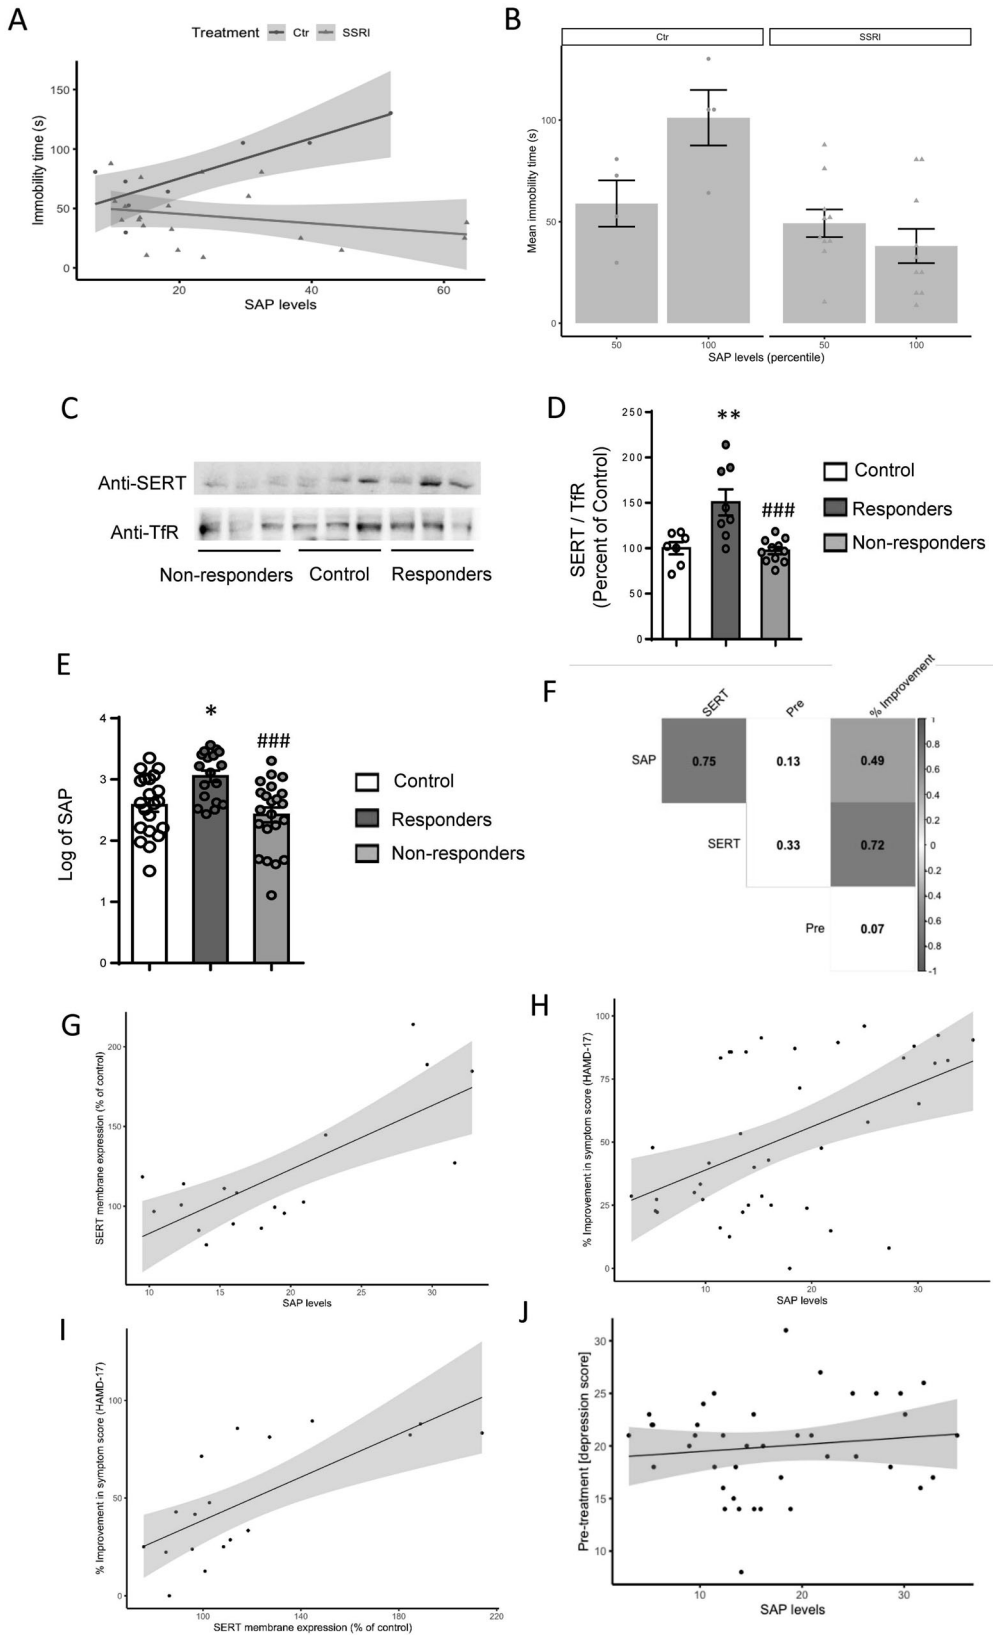 A
Treatment Ctr SSRI
Immobility time (s)
150
100
50
0
20 40 60
SAP levels
B
Ctr SSRI
Mean immobility time (s)
100
50
0
50 100 50 100
SAP levels (percentile)
C
Anti-SERT
Anti-TfR
Non-responders Control Responders
D
SERT / TfR
(Percent of Control)
250
200
150
100
50
0
**
###
Control
Responders
Non-responders
E
Log of SAP
4
3
2
1
0
*
###
Control
Responders
Non-responders
F
SERT Pre % Improvement
SAP 0.75 0.13 0.49
SERT 0.33 0.72
Pre 0.07
1
0.8
0.6
0.4
0.2
0
-0.2
-0.4
-0.6
-0.8
-1
G
SERT membrane expression (% of control)
200
150
100
10 15 20 25 30
SAP levels
H
% Improvement in symptom score (HAMD-17)
100
75
50
25
0
10 20 30
SAP levels
I
% Improvement in symptom score (HAMD-17)
100
50
0
100 140 180 220
SERT membrane expression (% of control)
J
Pre-treatment [depression score]
30
25
20
15
10
10 20 30
SAP levels